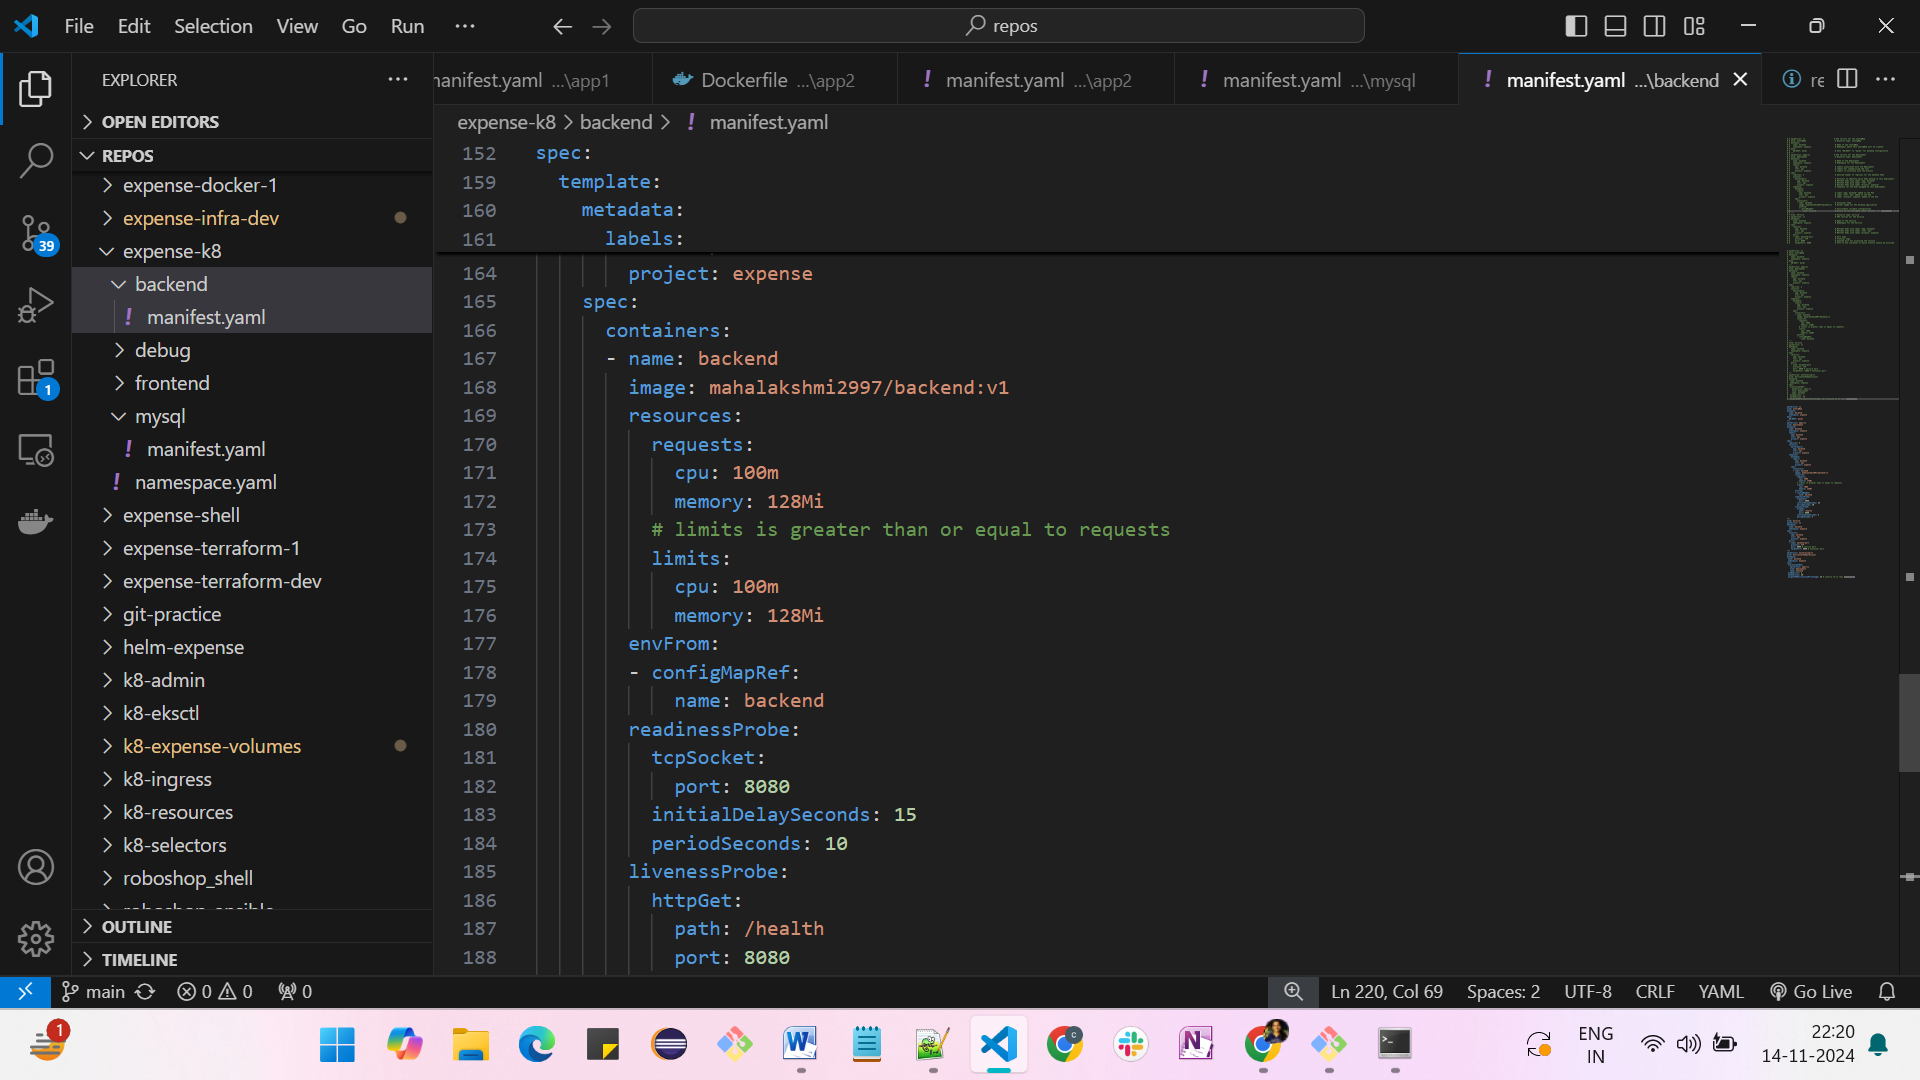 File Edit Selection View Go Run ···
repos
EXPLORER
OPEN EDITORS
REPOS
expense-docker-1
expense-infra-dev
expense-k8
backend
manifest.yaml
debug
frontend
mysql
manifest.yaml
namespace.yaml
expense-shell
expense-terraform-1
expense-terraform-dev
git-practice
helm-expense
k8-admin
k8-eksctl
k8-expense-volumes
k8-ingress
k8-resources
k8-selectors
roboshop_shell
OUTLINE
TIMELINE
39
1
manifest.yaml ...\app1
Dockerfile ...\app2
! manifest.yaml ...\app2
! manifest.yaml ...\mysql
! manifest.yaml ...\backend
re
expense-k8 > backend > ! manifest.yaml
152 spec:
159 template:
160 metadata:
161 labels:
164 project: expense
165 spec:
166 containers:
167 - name: backend
168 image: mahalakshmi2997/backend:v1
169 resources:
170 requests:
171 cpu: 100m
172 memory: 128Mi
173 # limits is greater than or equal to requests
174 limits:
175 cpu: 100m
176 memory: 128Mi
177 envFrom:
178 - configMapRef:
179 name: backend
180 readinessProbe:
181 tcpSocket:
182 port: 8080
183 initialDelaySeconds: 15
184 periodSeconds: 10
185 livenessProbe:
186 httpGet:
187 path: /health
188 port: 8080
main 0 0 0
Ln 220, Col 69 Spaces: 2 UTF-8 CRLF YAML Go Live
1
ENG
IN
22:20
14-11-2024